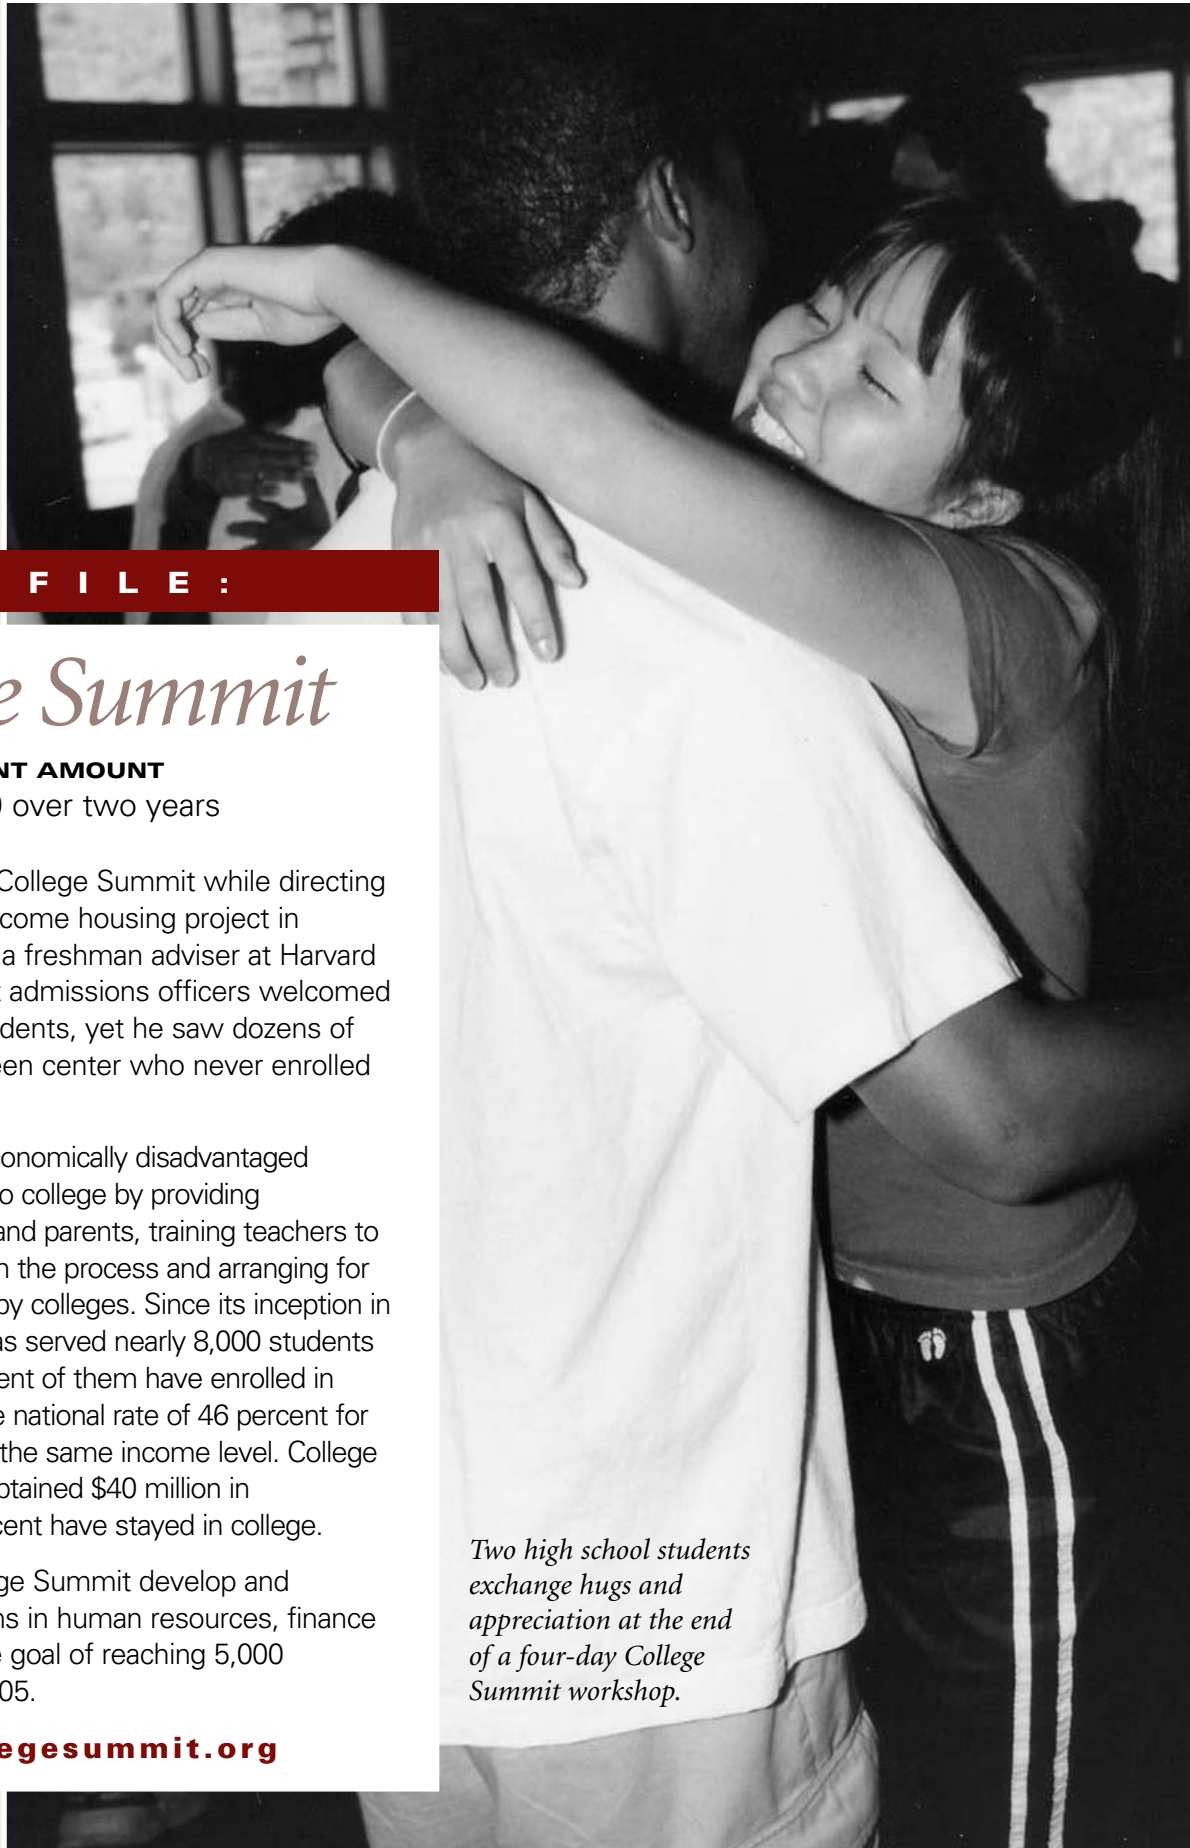 FILE:
e Summit
NT AMOUNT
0 over two years
College Summit while directing
come housing project in
a freshman adviser at Harvard
t admissions officers welcomed
dents, yet he saw dozens of
een center who never enrolled
onomically disadvantaged
o college by providing
and parents, training teachers to
n the process and arranging for
by colleges. Since its inception in
as served nearly 8,000 students
ent of them have enrolled in
e national rate of 46 percent for
the same income level. College
btained $40 million in
cent have stayed in college.
ge Summit develop and
ns in human resources, finance
e goal of reaching 5,000
05.
egesummit.org
Two high school students
exchange hugs and
appreciation at the end
of a four-day College
Summit workshop.